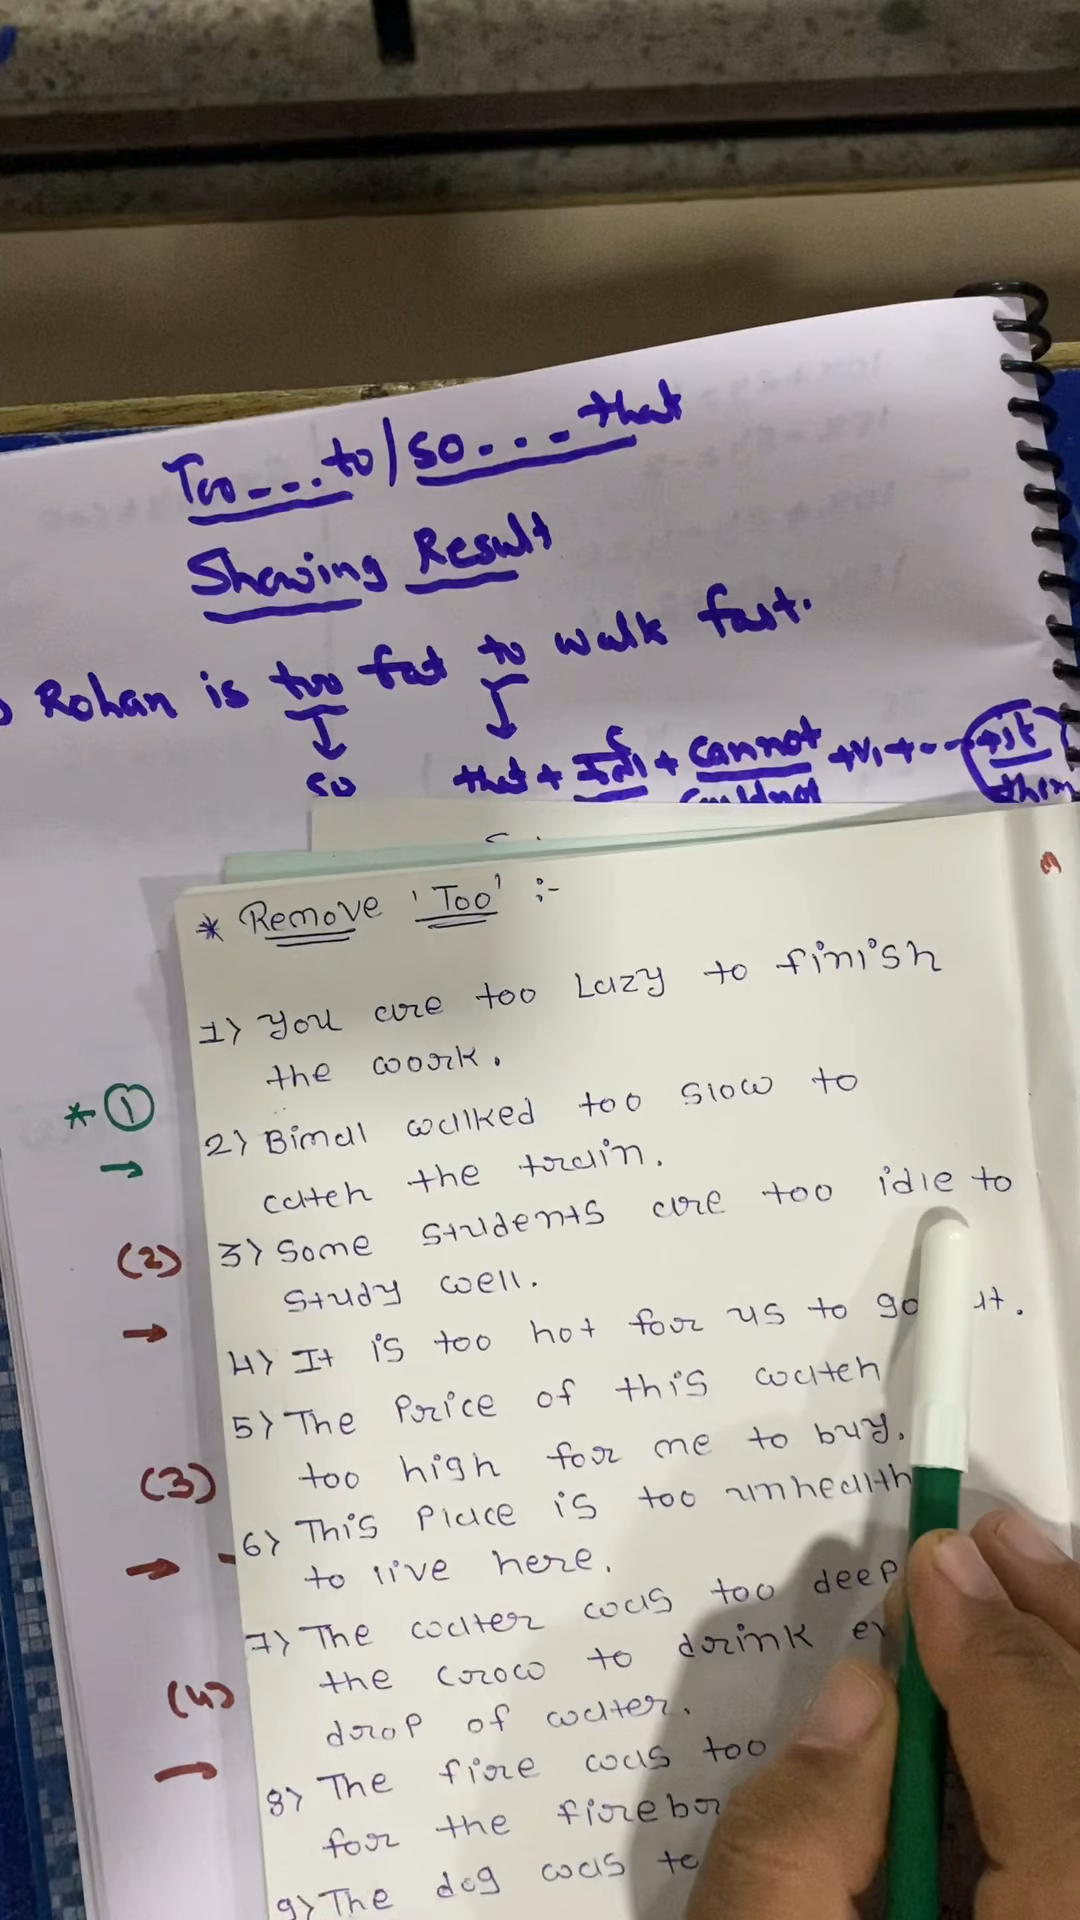 Too---to/so---that
Showing Result
Rohan is too fat to walk fast.
so that + + cannot + V1 + -- + it
couldnot them
* Remove 'Too' :-
1) You are too Lazy to finish
the work.
* ①
2) Bimal walked too slow to
→
catch the train.
(2) 3) Some students are too idle to
study well.
→
4) It is too hot for us to go
5) The Price of this watch
(3) too high for me to buy.
6) This Place is too
→ to live here.
7) The water was too deep
(4) the crow to drink
drop of water.
→
8) The fire was too
for the
9) The dog was